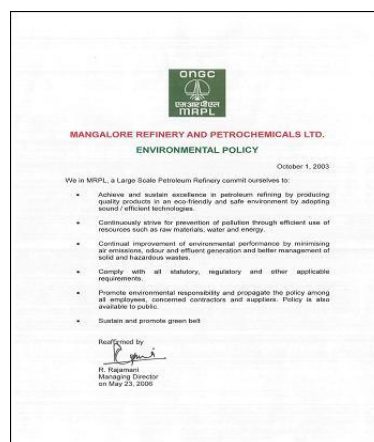 ONGC
एमआरपीएल
MRPL
MANGALORE REFINERY AND PETROCHEMICALS LTD.
ENVIRONMENTAL POLICY
October 1, 2003
We in MRPL, a Large Scale Petroleum Refinery commit ourselves to:
• Achieve and sustain excellence in petroleum refining by producing
quality products in an eco-friendly and safe environment by adopting
sound / efficient technologies.
• Continuously strive for prevention of pollution through efficient use of
resources such as raw materials, water and energy.
• Continual improvement of environmental performance by minimising
air emissions, odour and effluent generation and better management of
solid and hazardous wastes.
• Comply with all statutory, regulatory and other applicable
requirements.
• Promote environmental responsibility and propagate the policy among
all employees, concerned contractors and suppliers. Policy is also
available to public.
• Sustain and promote green belt
Reaffirmed by
R. Rajamani
Managing Director
on May 23, 2006